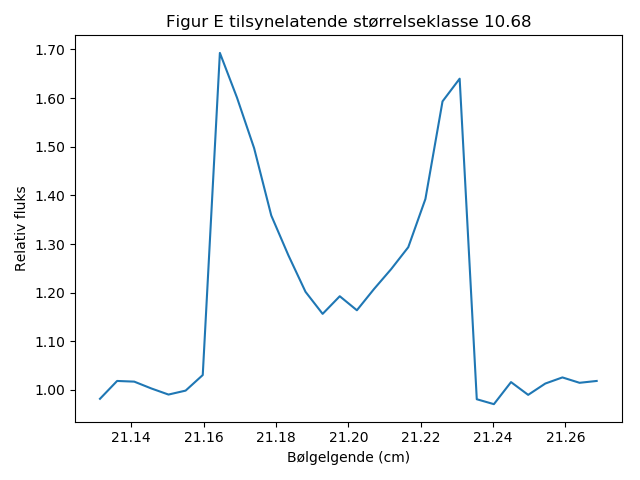 Figur E tilsynelatende størrelseklasse 10.68
1.70
1.60
1.50
1.40
1.30
1.20
1.10
1.00
Relativ fluks
21.14 21.16 21.18 21.20 21.22 21.24 21.26
Bølgelgende (cm)